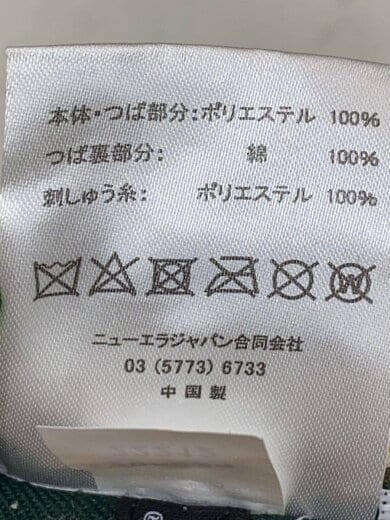 本体・つば部分:ポリエステル 100%
つば裏部分: 綿 100%
刺しゅう糸: ポリエステル 100%
W
ニューエラジャパン合同会社
03 (5773) 6733
中国製